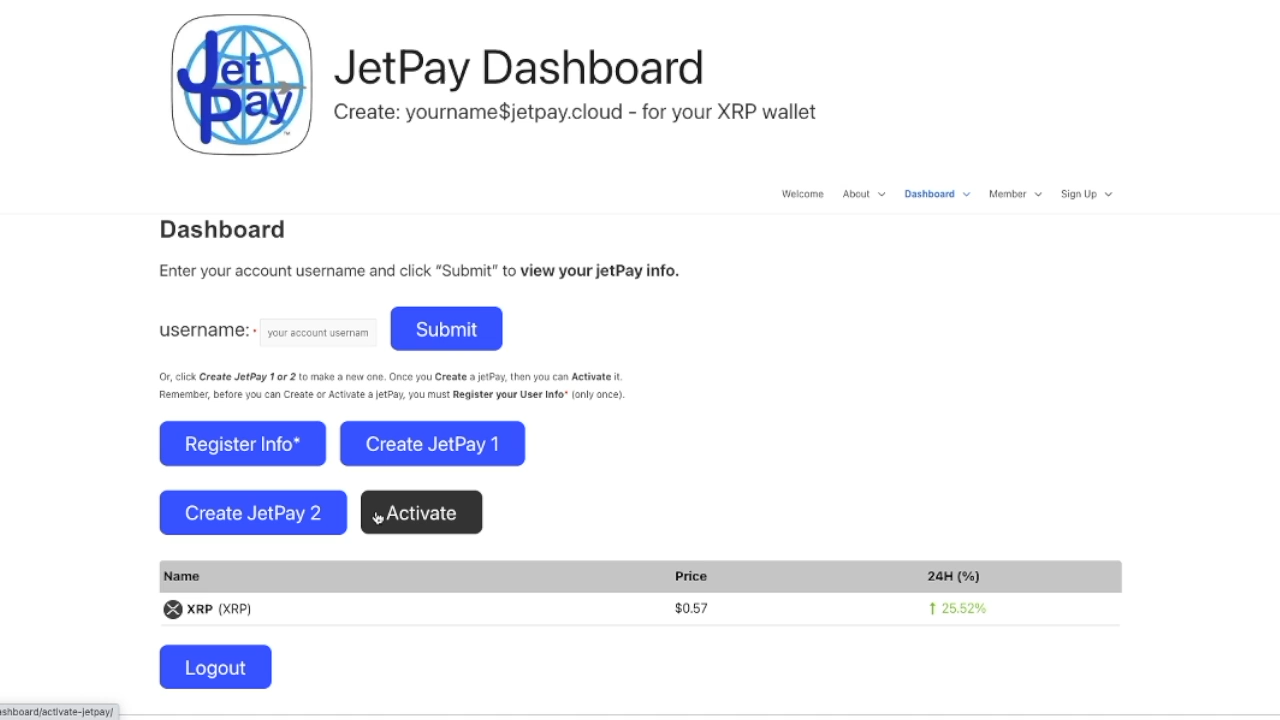 Jet
Pay
™
JetPay Dashboard
Create: yourname$jetpay.cloud - for your XRP wallet
Welcome About Dashboard Member Sign Up
Dashboard
Enter your account username and click “Submit” to view your jetPay info.
username: * your account usernam Submit
Or, click Create JetPay 1 or 2 to make a new one. Once you Create a jetPay, then you can Activate it.
Remember, before you can Create or Activate a jetPay, you must Register your User Info* (only once).
Register Info* Create JetPay 1
Create JetPay 2 Activate
Name Price 24H (%)
XRP (XRP) $0.57 ↑ 25.52%
Logout
ashboard/activate-jetpay/